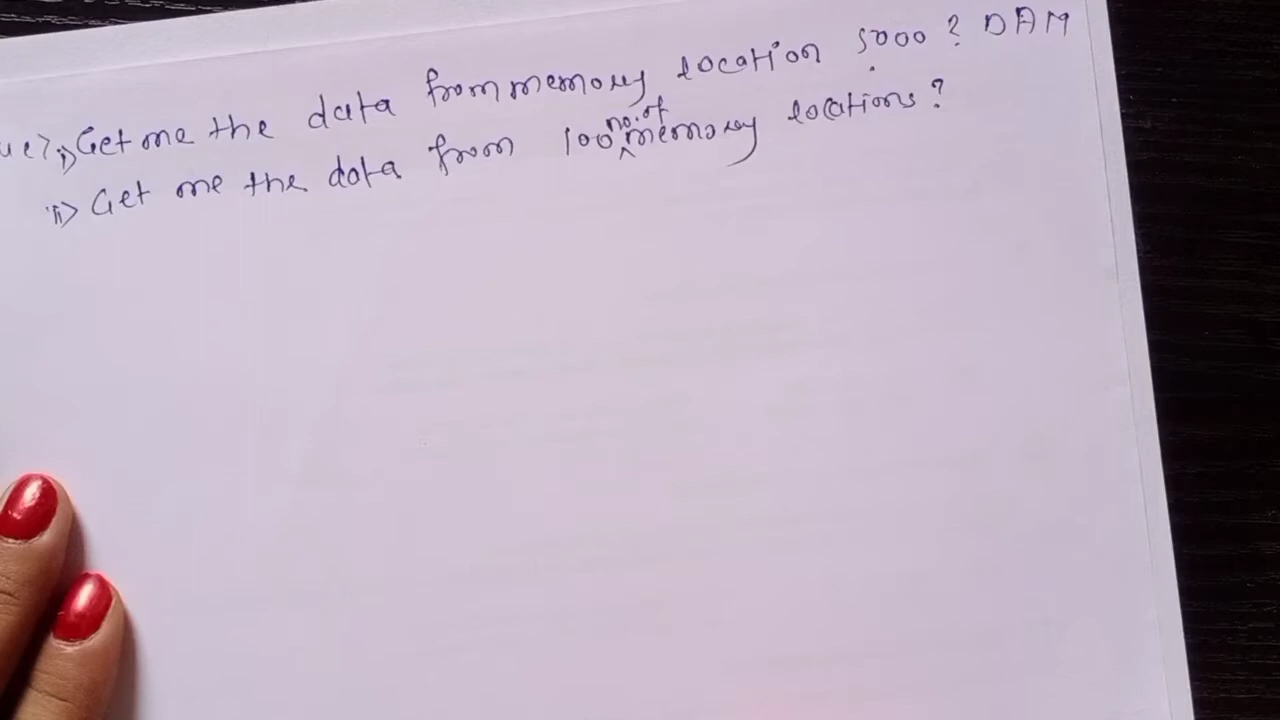 i) Get me the data from memory location 5000 ? DAM
ii) Get me the data from 100 no. of memory locations ?